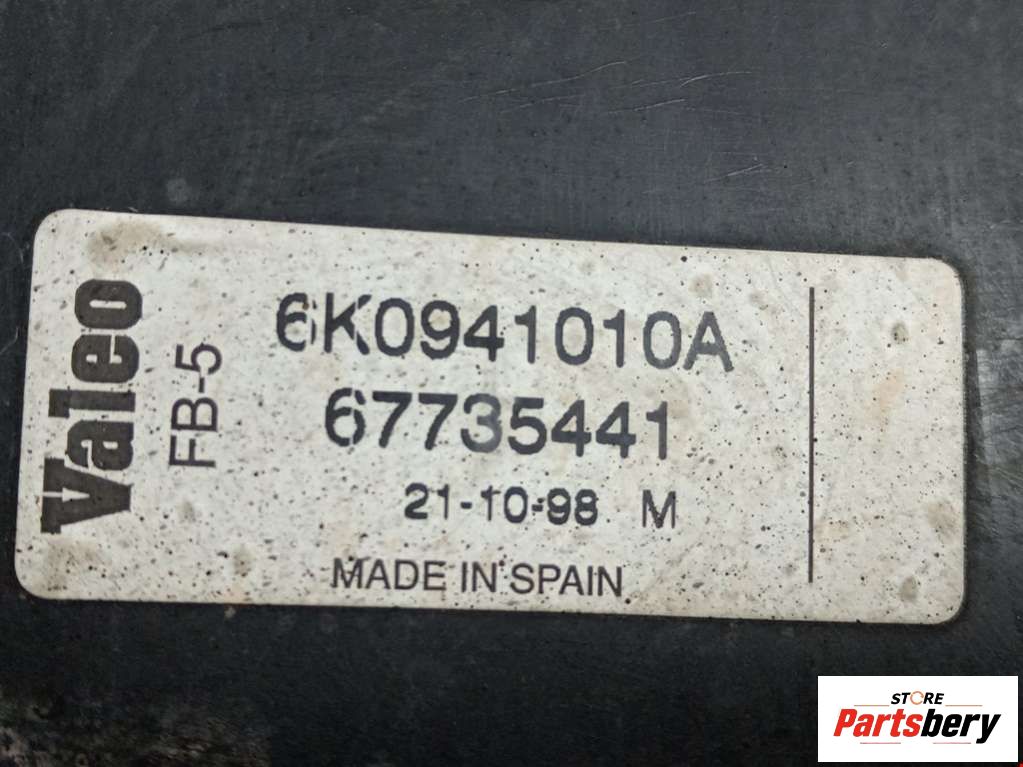 Valeo
FB-5
6K0941010A
67735441
21-10-98 M
MADE IN SPAIN
STORE
Partsbery